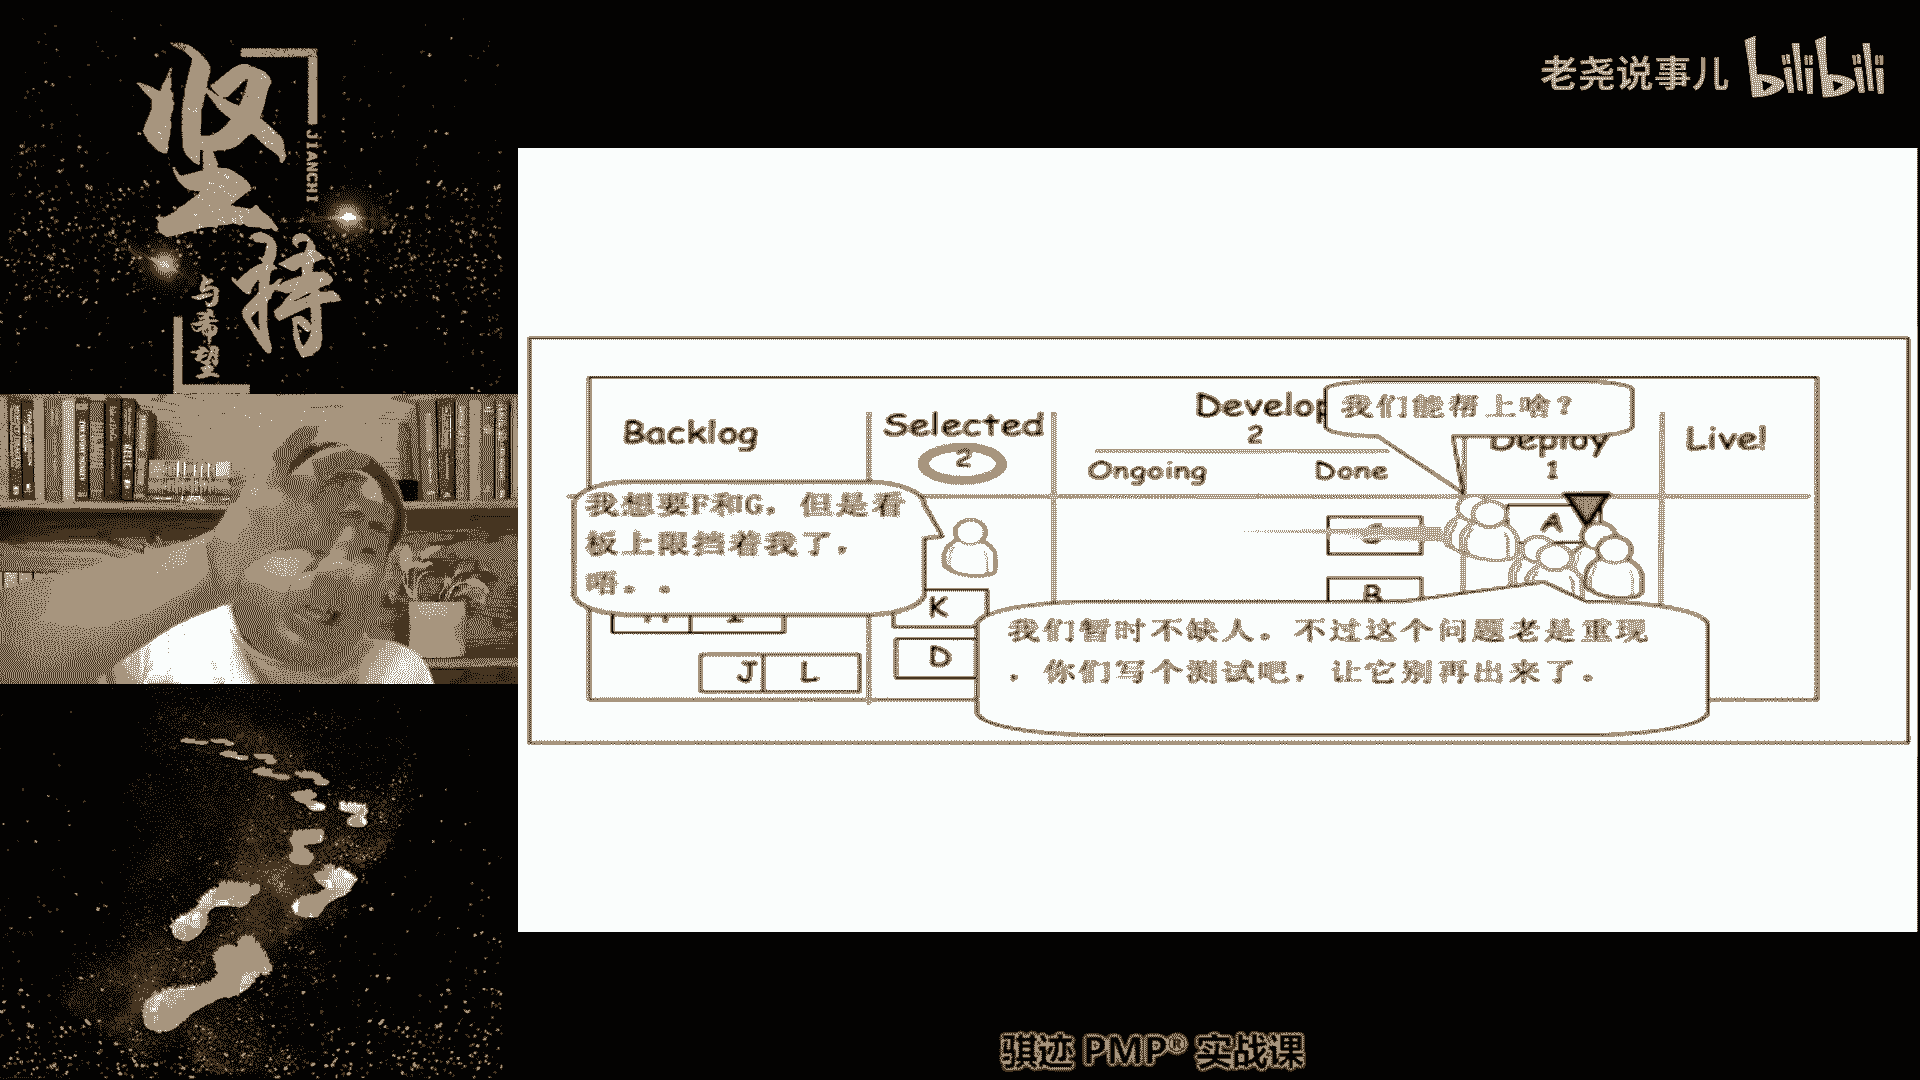 坚持
JIANCHI
与希望
老尧说事儿 bilibili
Backlog
Selected
2
Develop
2
Ongoing
Done
我们能帮上啥?
Deploy
1
Live!
我想要F和G，但是看
板上限挡着我了，
唔。。
A
B
K
D
J L
我们暂时不缺人。不过这个问题老是重现
，你们写个测试吧，让它别再出来了。
骐迹 PMP® 实战课